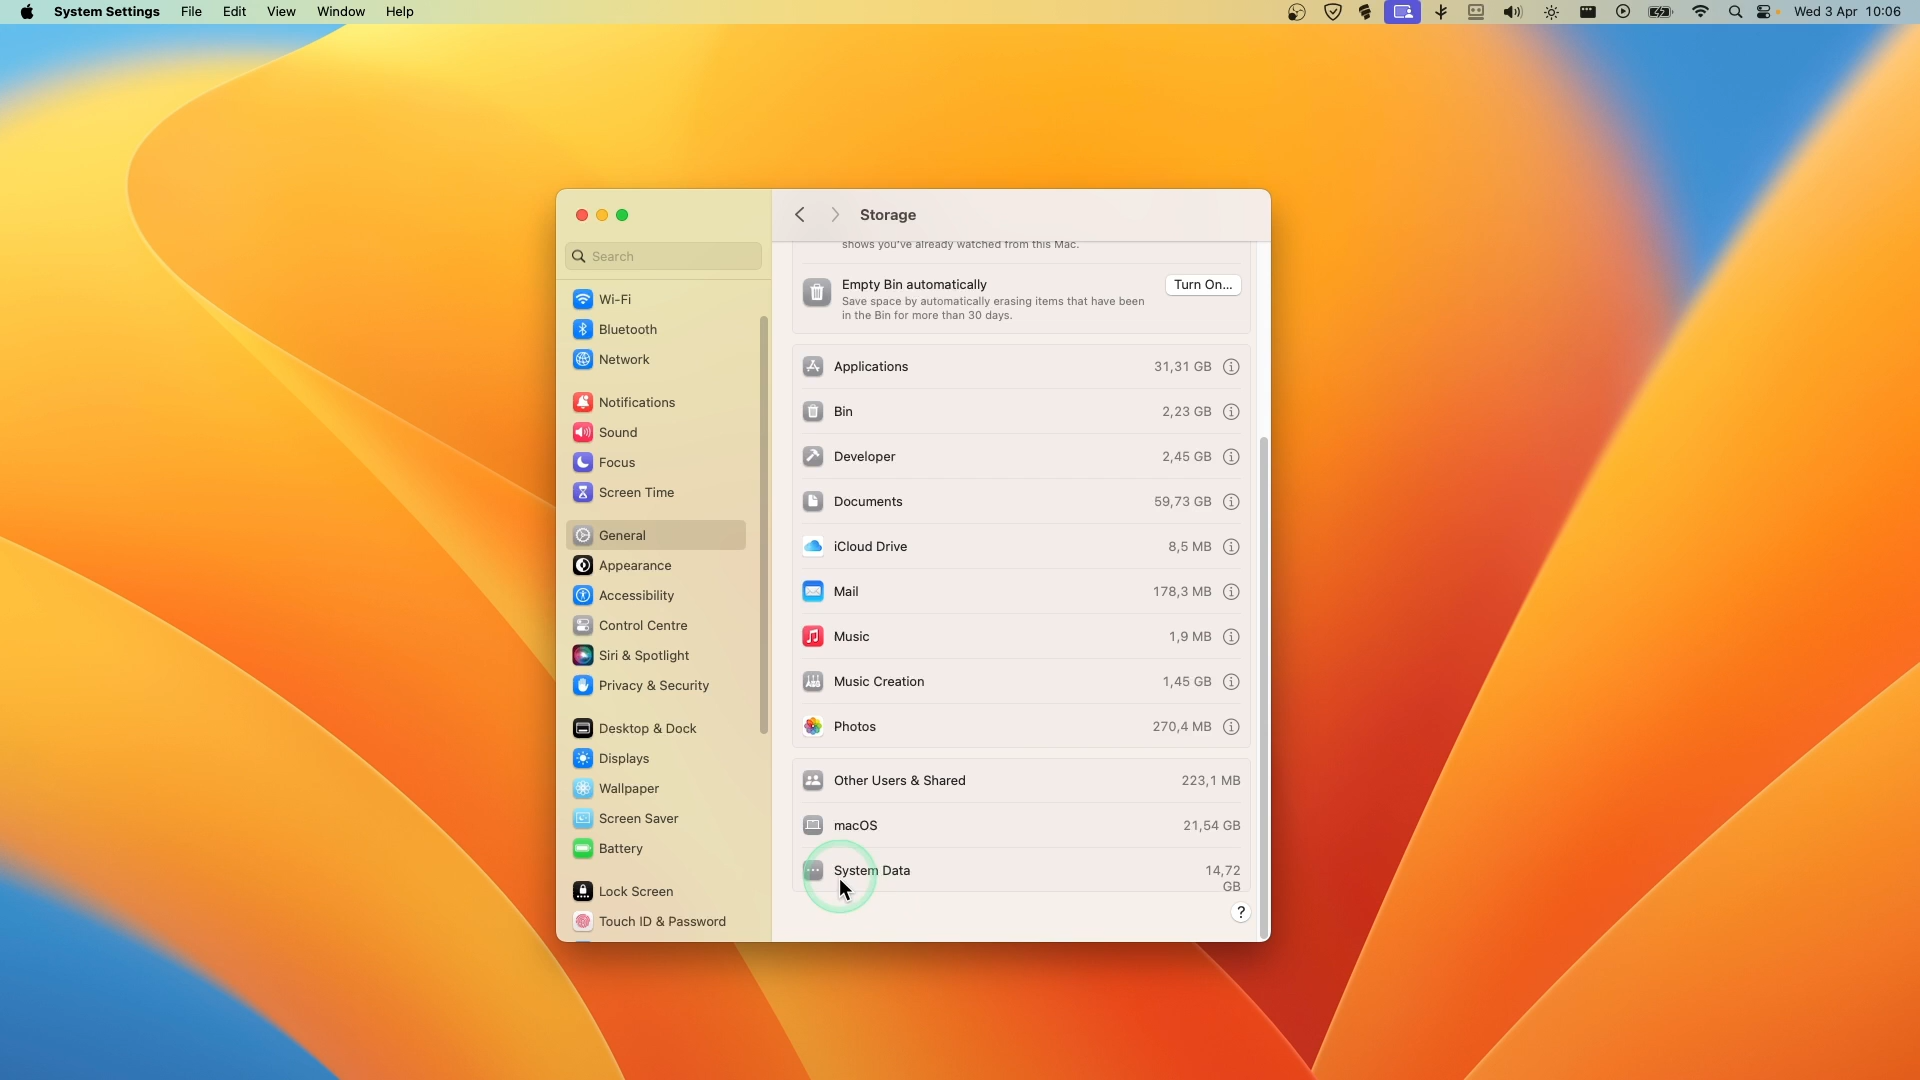 System Settings File Edit View Window Help Wed 3 Apr 10:06
Storage
Search
Wi-Fi
Bluetooth
Network
Notifications
Sound
Focus
Screen Time
General
Appearance
Accessibility
Control Centre
Siri & Spotlight
Privacy & Security
Desktop & Dock
Displays
Wallpaper
Screen Saver
Battery
Lock Screen
Touch ID & Password
shows you've already watched from this Mac.
Empty Bin automatically Turn On...
Save space by automatically erasing items that have been
in the Bin for more than 30 days.
Applications 31,31 GB
Bin 2,23 GB
Developer 2,45 GB
Documents 59,73 GB
iCloud Drive 8,5 MB
Mail 178,3 MB
Music 1,9 MB
Music Creation 1,45 GB
Photos 270,4 MB
Other Users & Shared 223,1 MB
macOS 21,54 GB
System Data 14,72
GB
?